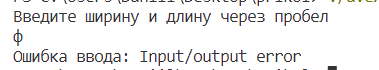 Введите ширину и длину через пробел
ф
Ошибка ввода: Input/output error